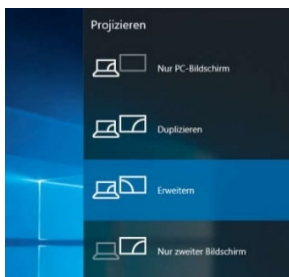 Projizieren
Nur PC-Bildschirm
Duplizieren
Erweitern
Nur zweiter Bildschirm